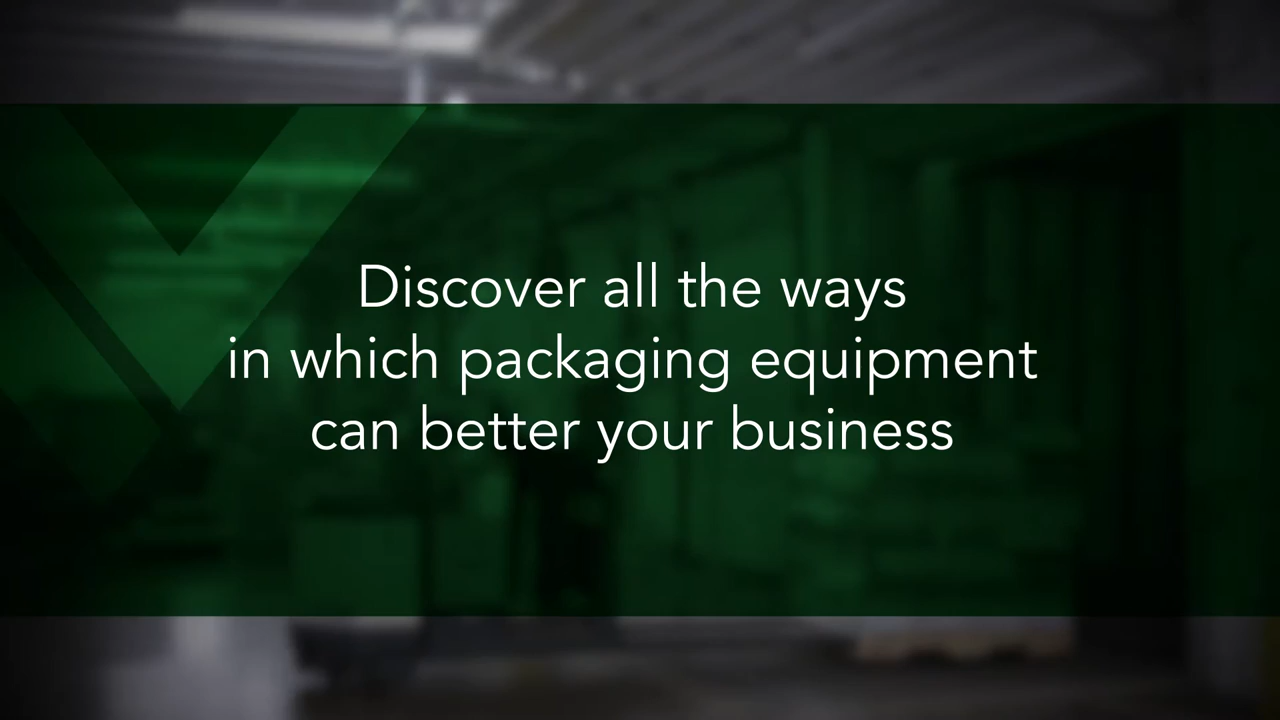 Discover all the ways
in which packaging equipment
can better your business